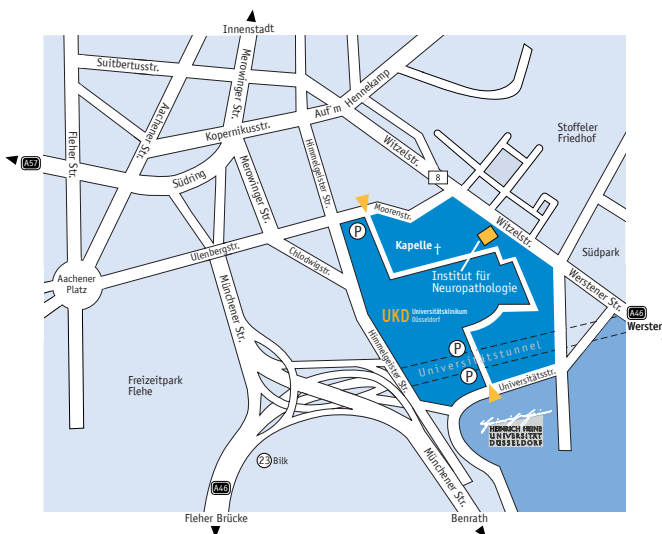 Innenstadt
Suitbertusstr.
Merowinger Str.
Auf'm Hennekamp
Aachener Str.
Kopernikusstr.
Fleher Str.
Stoffeler
Friedhof
Witzelstr.
Himmelgeister Str.
A57
Südring
Merowinger Str.
8
Moorenstr.
P
Kapelle
Witzelstr.
Ulenbergstr.
Chlodwigstr.
Südpark
Institut für
Neuropathologie
Aachener
Platz
Werstener Str.
Münchener Str.
UKD Universitätsklinikum
Düsseldorf
A46
Wersten
Himmelgeister Str.
P
Universitätstunnel
P
Universitätsstr.
Freizeitpark
Flehe
HEINRICH HEINE
UNIVERSITÄT
DÜSSELDORF
23 Bilk
Münchener Str.
A46
Fleher Brücke
Benrath